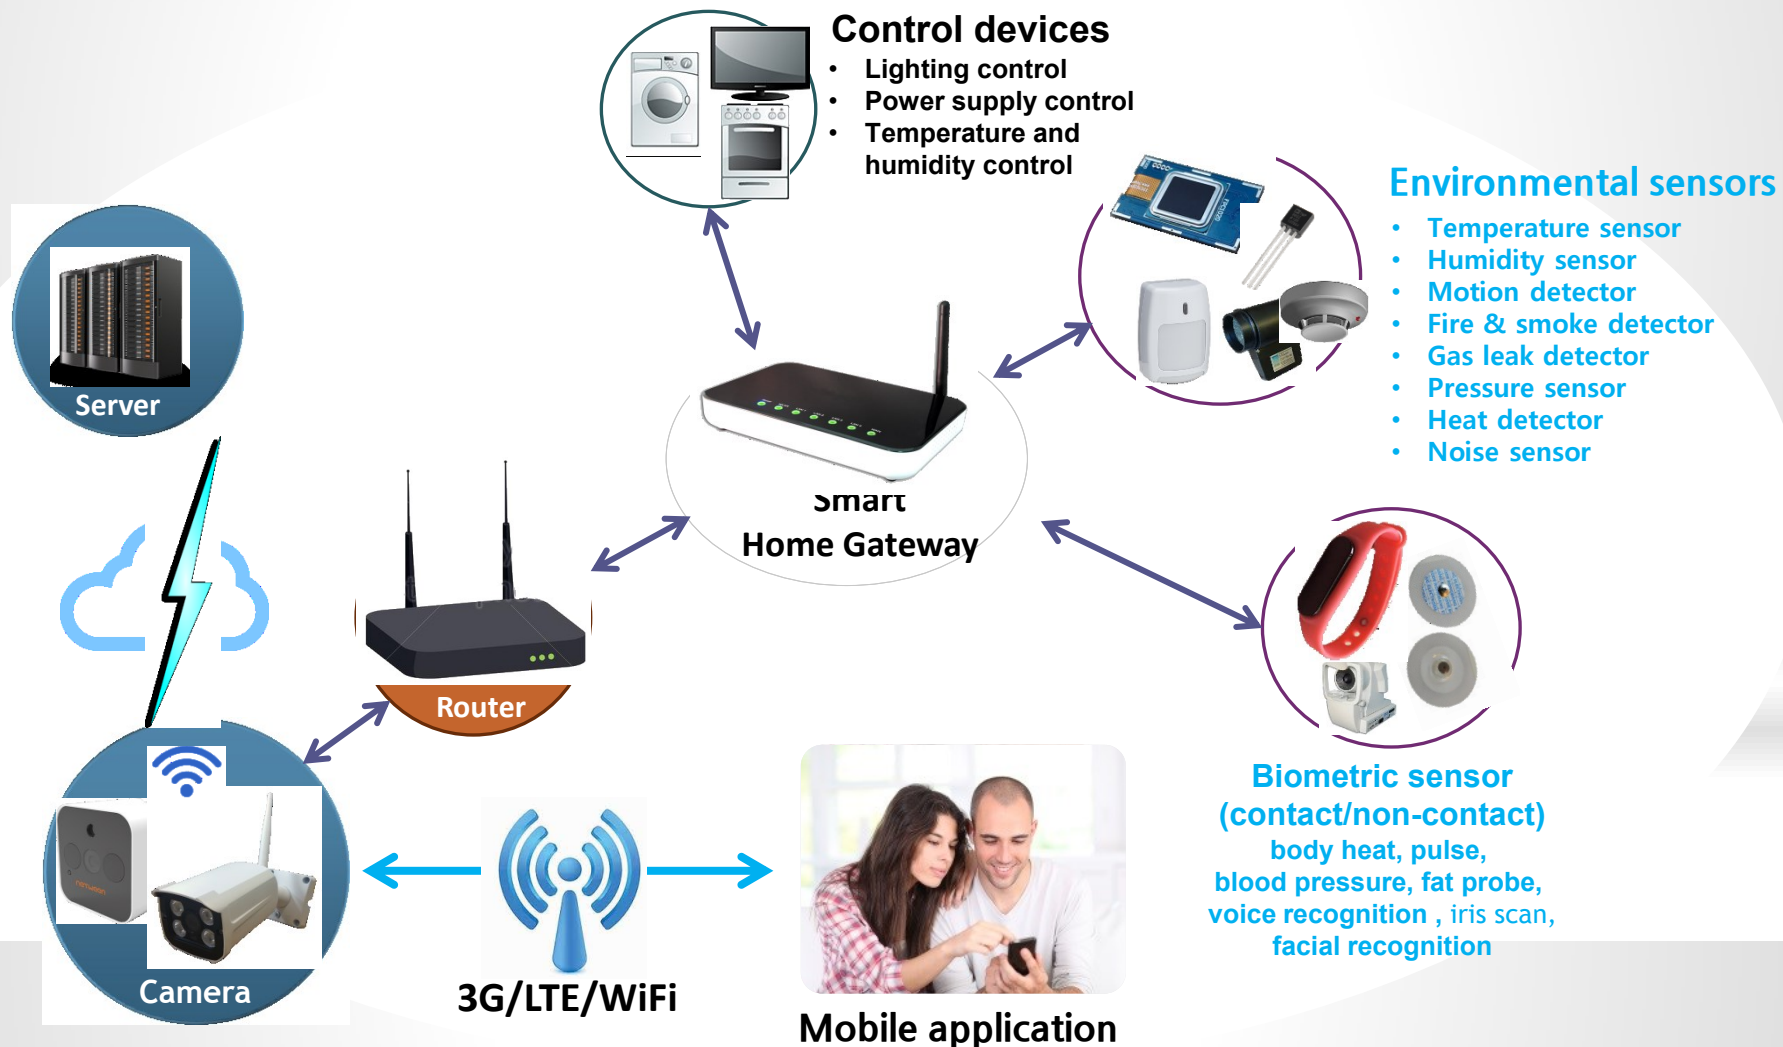 Control devices
• Lighting control
• Power supply control
• Temperature and
humidity control
Environmental sensors
• Temperature sensor
• Humidity sensor
• Motion detector
• Fire & smoke detector
• Gas leak detector
• Pressure sensor
• Heat detector
• Noise sensor
Server
Smart
Home Gateway
Router
Biometric sensor
(contact/non-contact)
body heat, pulse,
blood pressure, fat probe,
voice recognition , iris scan,
facial recognition
Camera
3G/LTE/WiFi
Mobile application